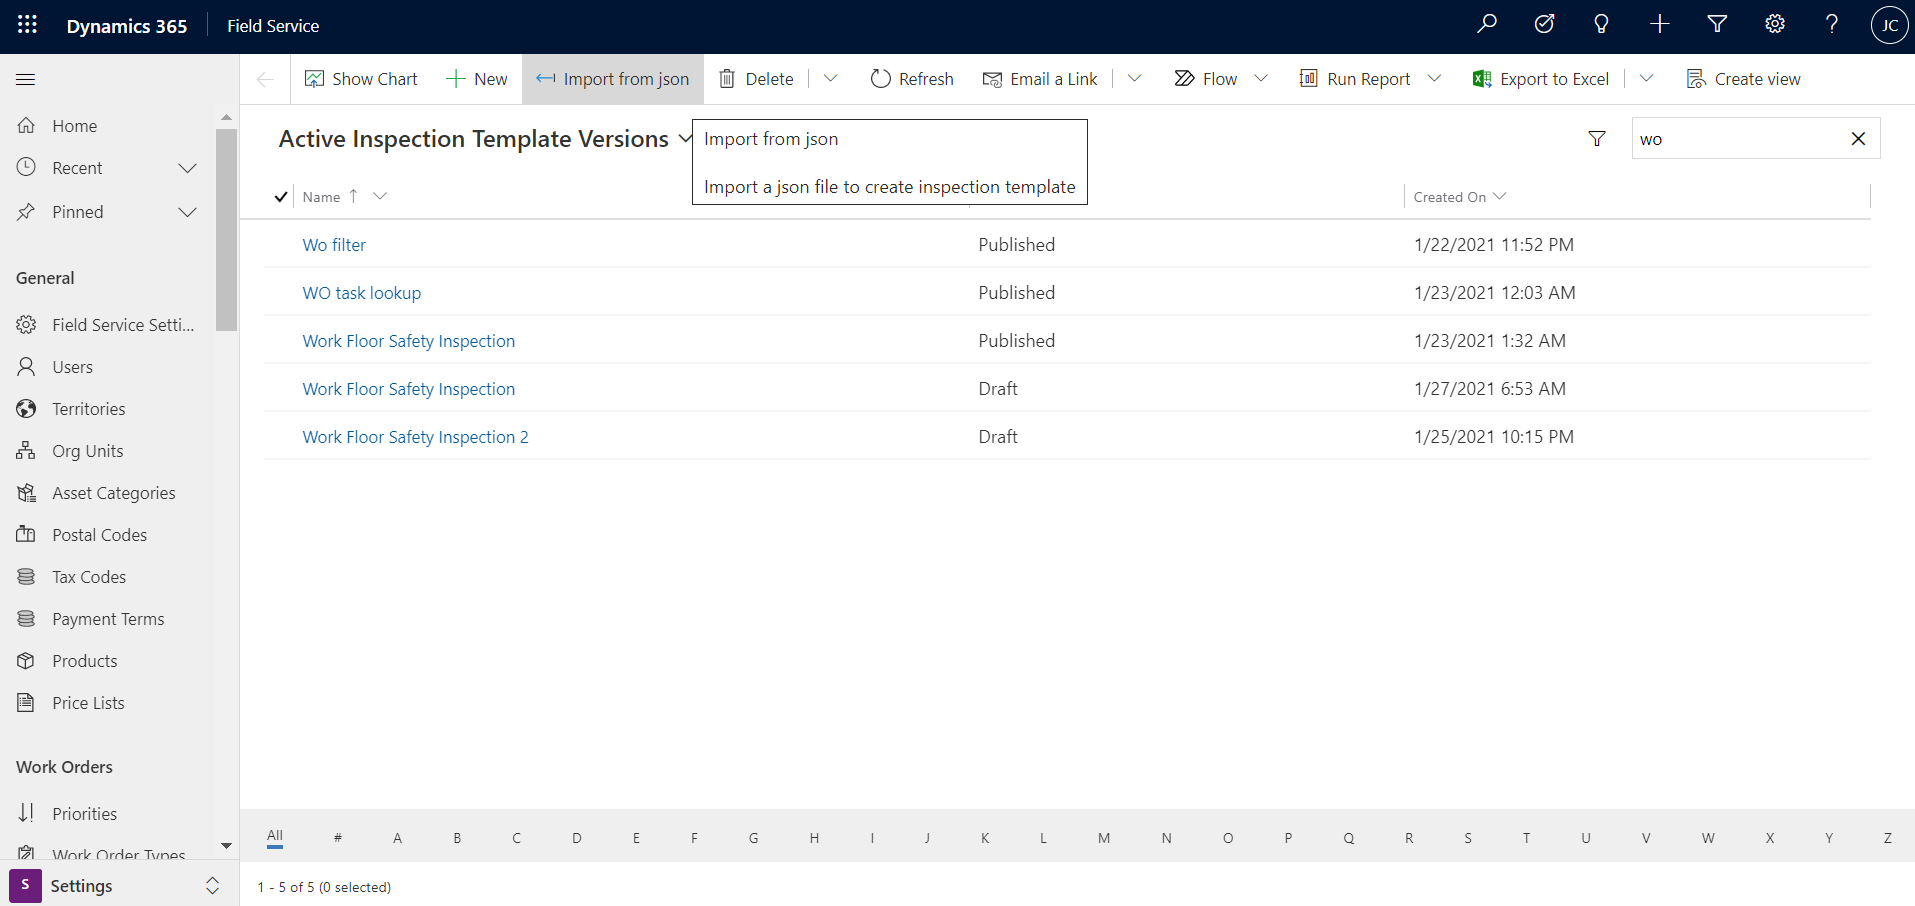 Dynamics 365 Field Service JC
Show Chart New Import from json Delete Refresh Email a Link Flow Run Report Export to Excel Create view
Home
Recent
Pinned
General
Field Service Setti...
Users
Territories
Org Units
Asset Categories
Postal Codes
Tax Codes
Payment Terms
Products
Price Lists
Work Orders
Priorities
Work Order Types
S Settings
Active Inspection Template Versions
Import from json
Import a json file to create inspection template
wo
Name Created On
Wo filter Published 1/22/2021 11:52 PM
WO task lookup Published 1/23/2021 12:03 AM
Work Floor Safety Inspection Published 1/23/2021 1:32 AM
Work Floor Safety Inspection Draft 1/27/2021 6:53 AM
Work Floor Safety Inspection 2 Draft 1/25/2021 10:15 PM
All # A B C D E F G H I J K L M N O P Q R S T U V W X Y Z
1 - 5 of 5 (0 selected)